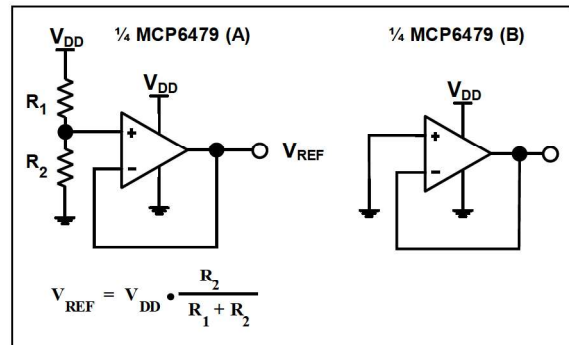 ¼ MCP6479 (A)
¼ MCP6479 (B)
VDD
VDD
R1
R2
+
–
VREF
VDD
+
–
VREF = VDD • R2
R1 + R2